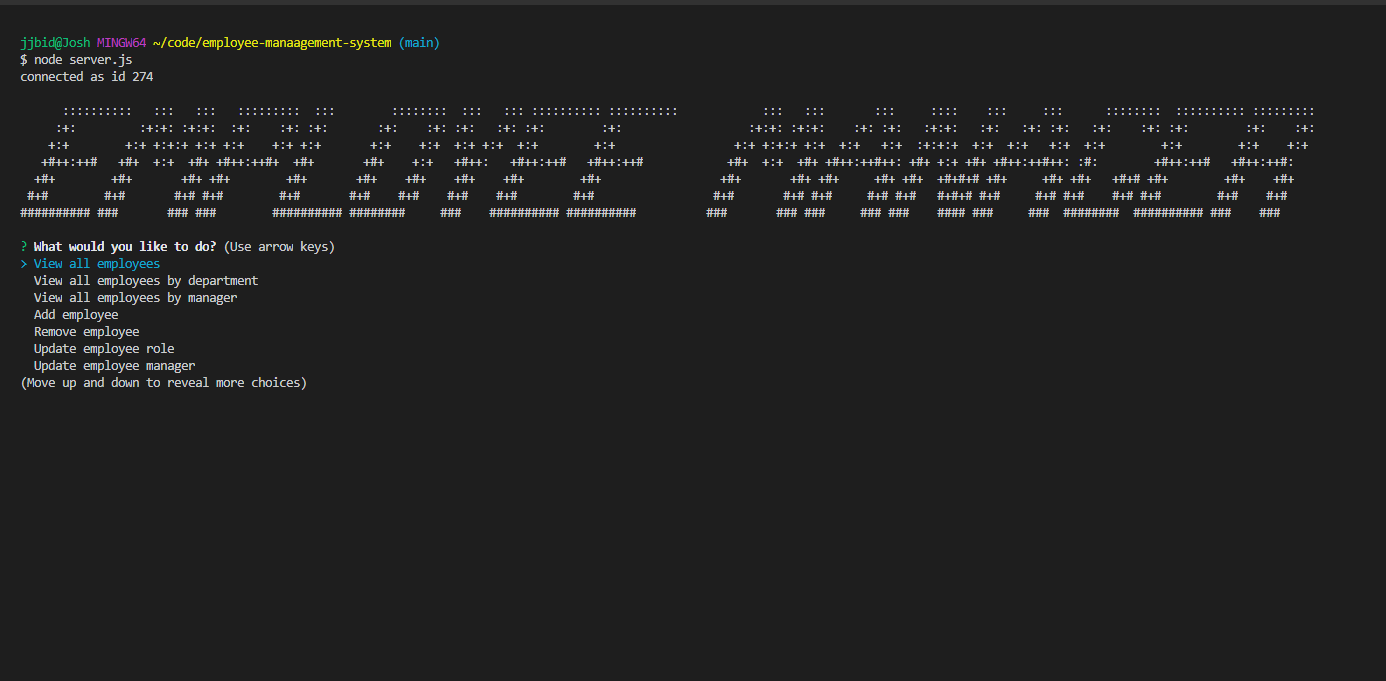 jjbid@Josh MINGW64 ~/code/employee-manaagement-system (main)
$ node server.js
connected as id 274
EMPLOYEE MANAGER
? What would you like to do? (Use arrow keys)
> View all employees
View all employees by department
View all employees by manager
Add employee
Remove employee
Update employee role
Update employee manager
(Move up and down to reveal more choices)